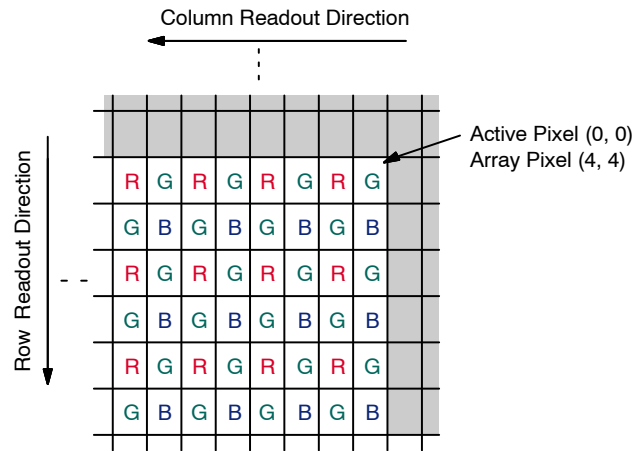 Column Readout Direction
Active Pixel (0, 0)
Array Pixel (4, 4)
Row Readout Direction
R G R G R G R G
G B G B G B G B
R G R G R G R G
G B G B G B G B
R G R G R G R G
G B G B G B G B